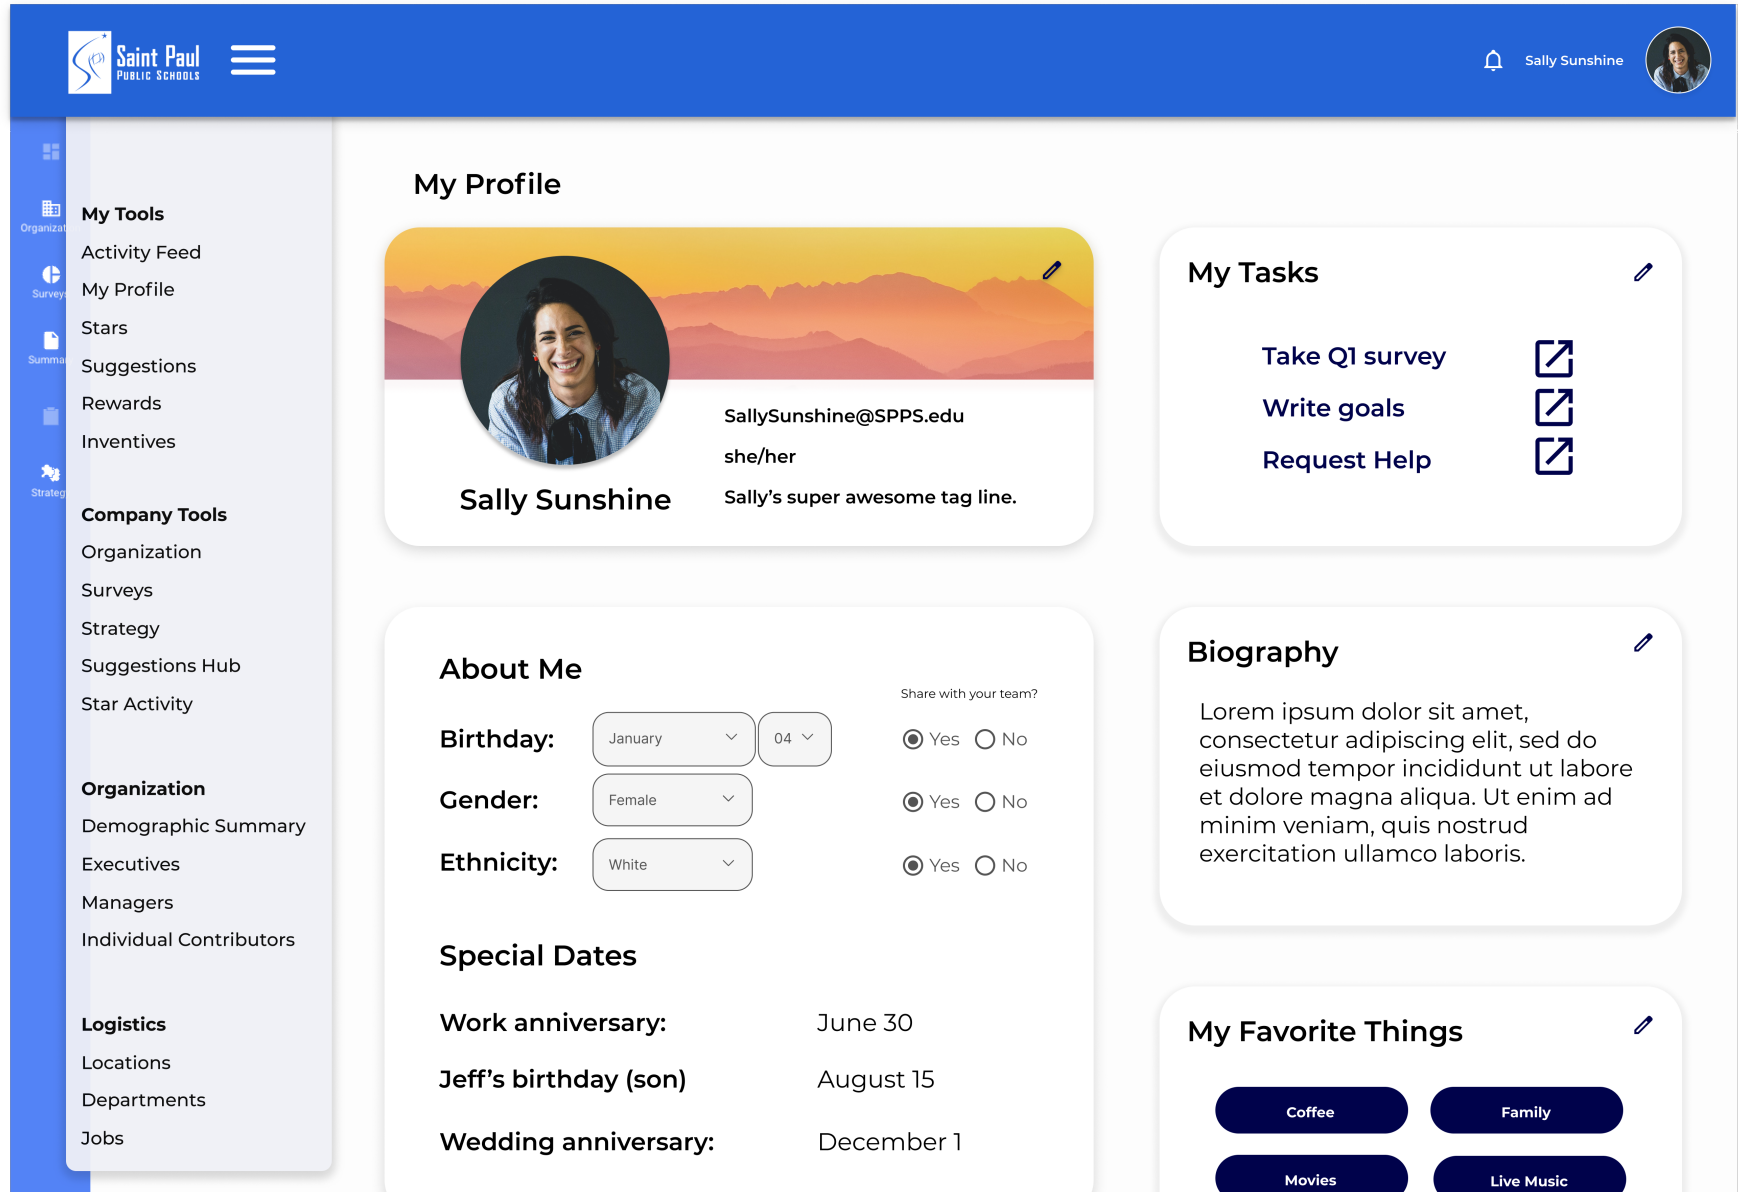 Saint Paul
PUBLIC SCHOOLS
Sally Sunshine
Organizat
Surveys
Summar
Strateg
My Tools
Activity Feed
My Profile
Stars
Suggestions
Rewards
Inventives
Company Tools
Organization
Surveys
Strategy
Suggestions Hub
Star Activity
Organization
Demographic Summary
Executives
Managers
Individual Contributors
Logistics
Locations
Departments
Jobs
My Profile
Sally Sunshine
SallySunshine@SPPS.edu
she/her
Sally’s super awesome tag line.
My Tasks
Take Q1 survey
Write goals
Request Help
About Me
Share with your team?
Birthday: January 04 Yes No
Gender: Female Yes No
Ethnicity: White Yes No
Special Dates
Work anniversary: June 30
Jeff’s birthday (son) August 15
Wedding anniversary: December 1
Biography
Lorem ipsum dolor sit amet,
consectetur adipiscing elit, sed do
eiusmod tempor incididunt ut labore
et dolore magna aliqua. Ut enim ad
minim veniam, quis nostrud
exercitation ullamco laboris.
My Favorite Things
Coffee Family
Movies Live Music